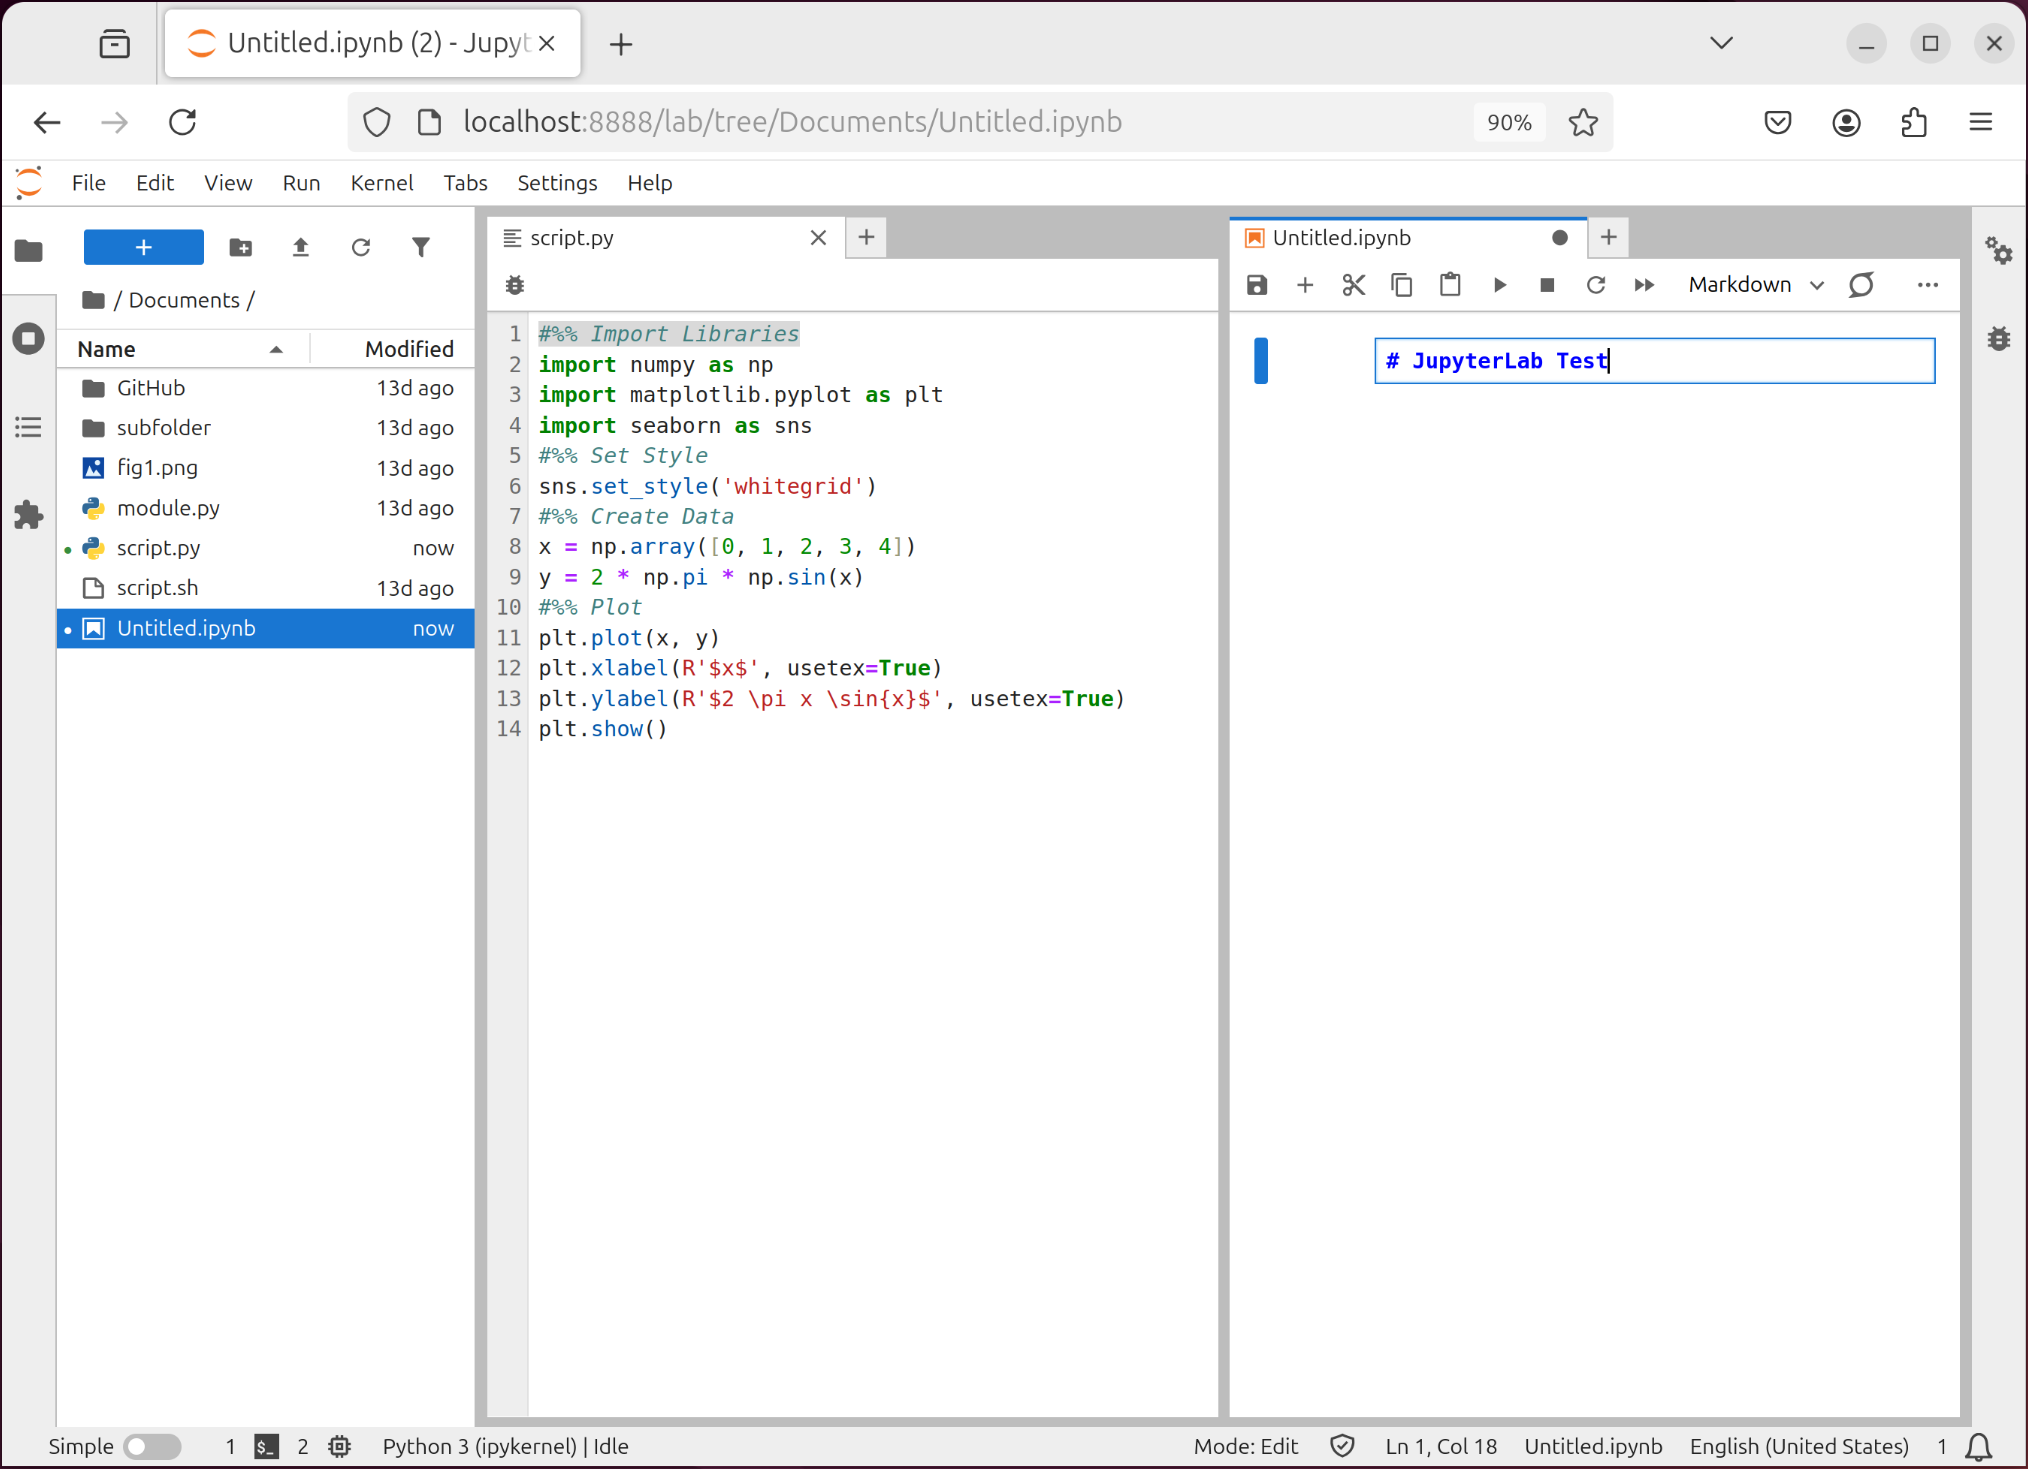 Untitled.ipynb (2) - Jupyt
localhost:8888/lab/tree/Documents/Untitled.ipynb
90%
File Edit View Run Kernel Tabs Settings Help
/ Documents /
Name Modified
GitHub 13d ago
subfolder 13d ago
fig1.png 13d ago
module.py 13d ago
script.py now
script.sh 13d ago
Untitled.ipynb now
script.py
1 #%% Import Libraries
2 import numpy as np
3 import matplotlib.pyplot as plt
4 import seaborn as sns
5 #%% Set Style
6 sns.set_style('whitegrid')
7 #%% Create Data
8 x = np.array([0, 1, 2, 3, 4])
9 y = 2 * np.pi * np.sin(x)
10 #%% Plot
11 plt.plot(x, y)
12 plt.xlabel(R'$x$', usetex=True)
13 plt.ylabel(R'$2 \pi x \sin{x}$', usetex=True)
14 plt.show()
Untitled.ipynb
Markdown
# JupyterLab Test
Simple 1 $_ 2 Python 3 (ipykernel) | Idle Mode: Edit Ln 1, Col 18 Untitled.ipynb English (United States) 1